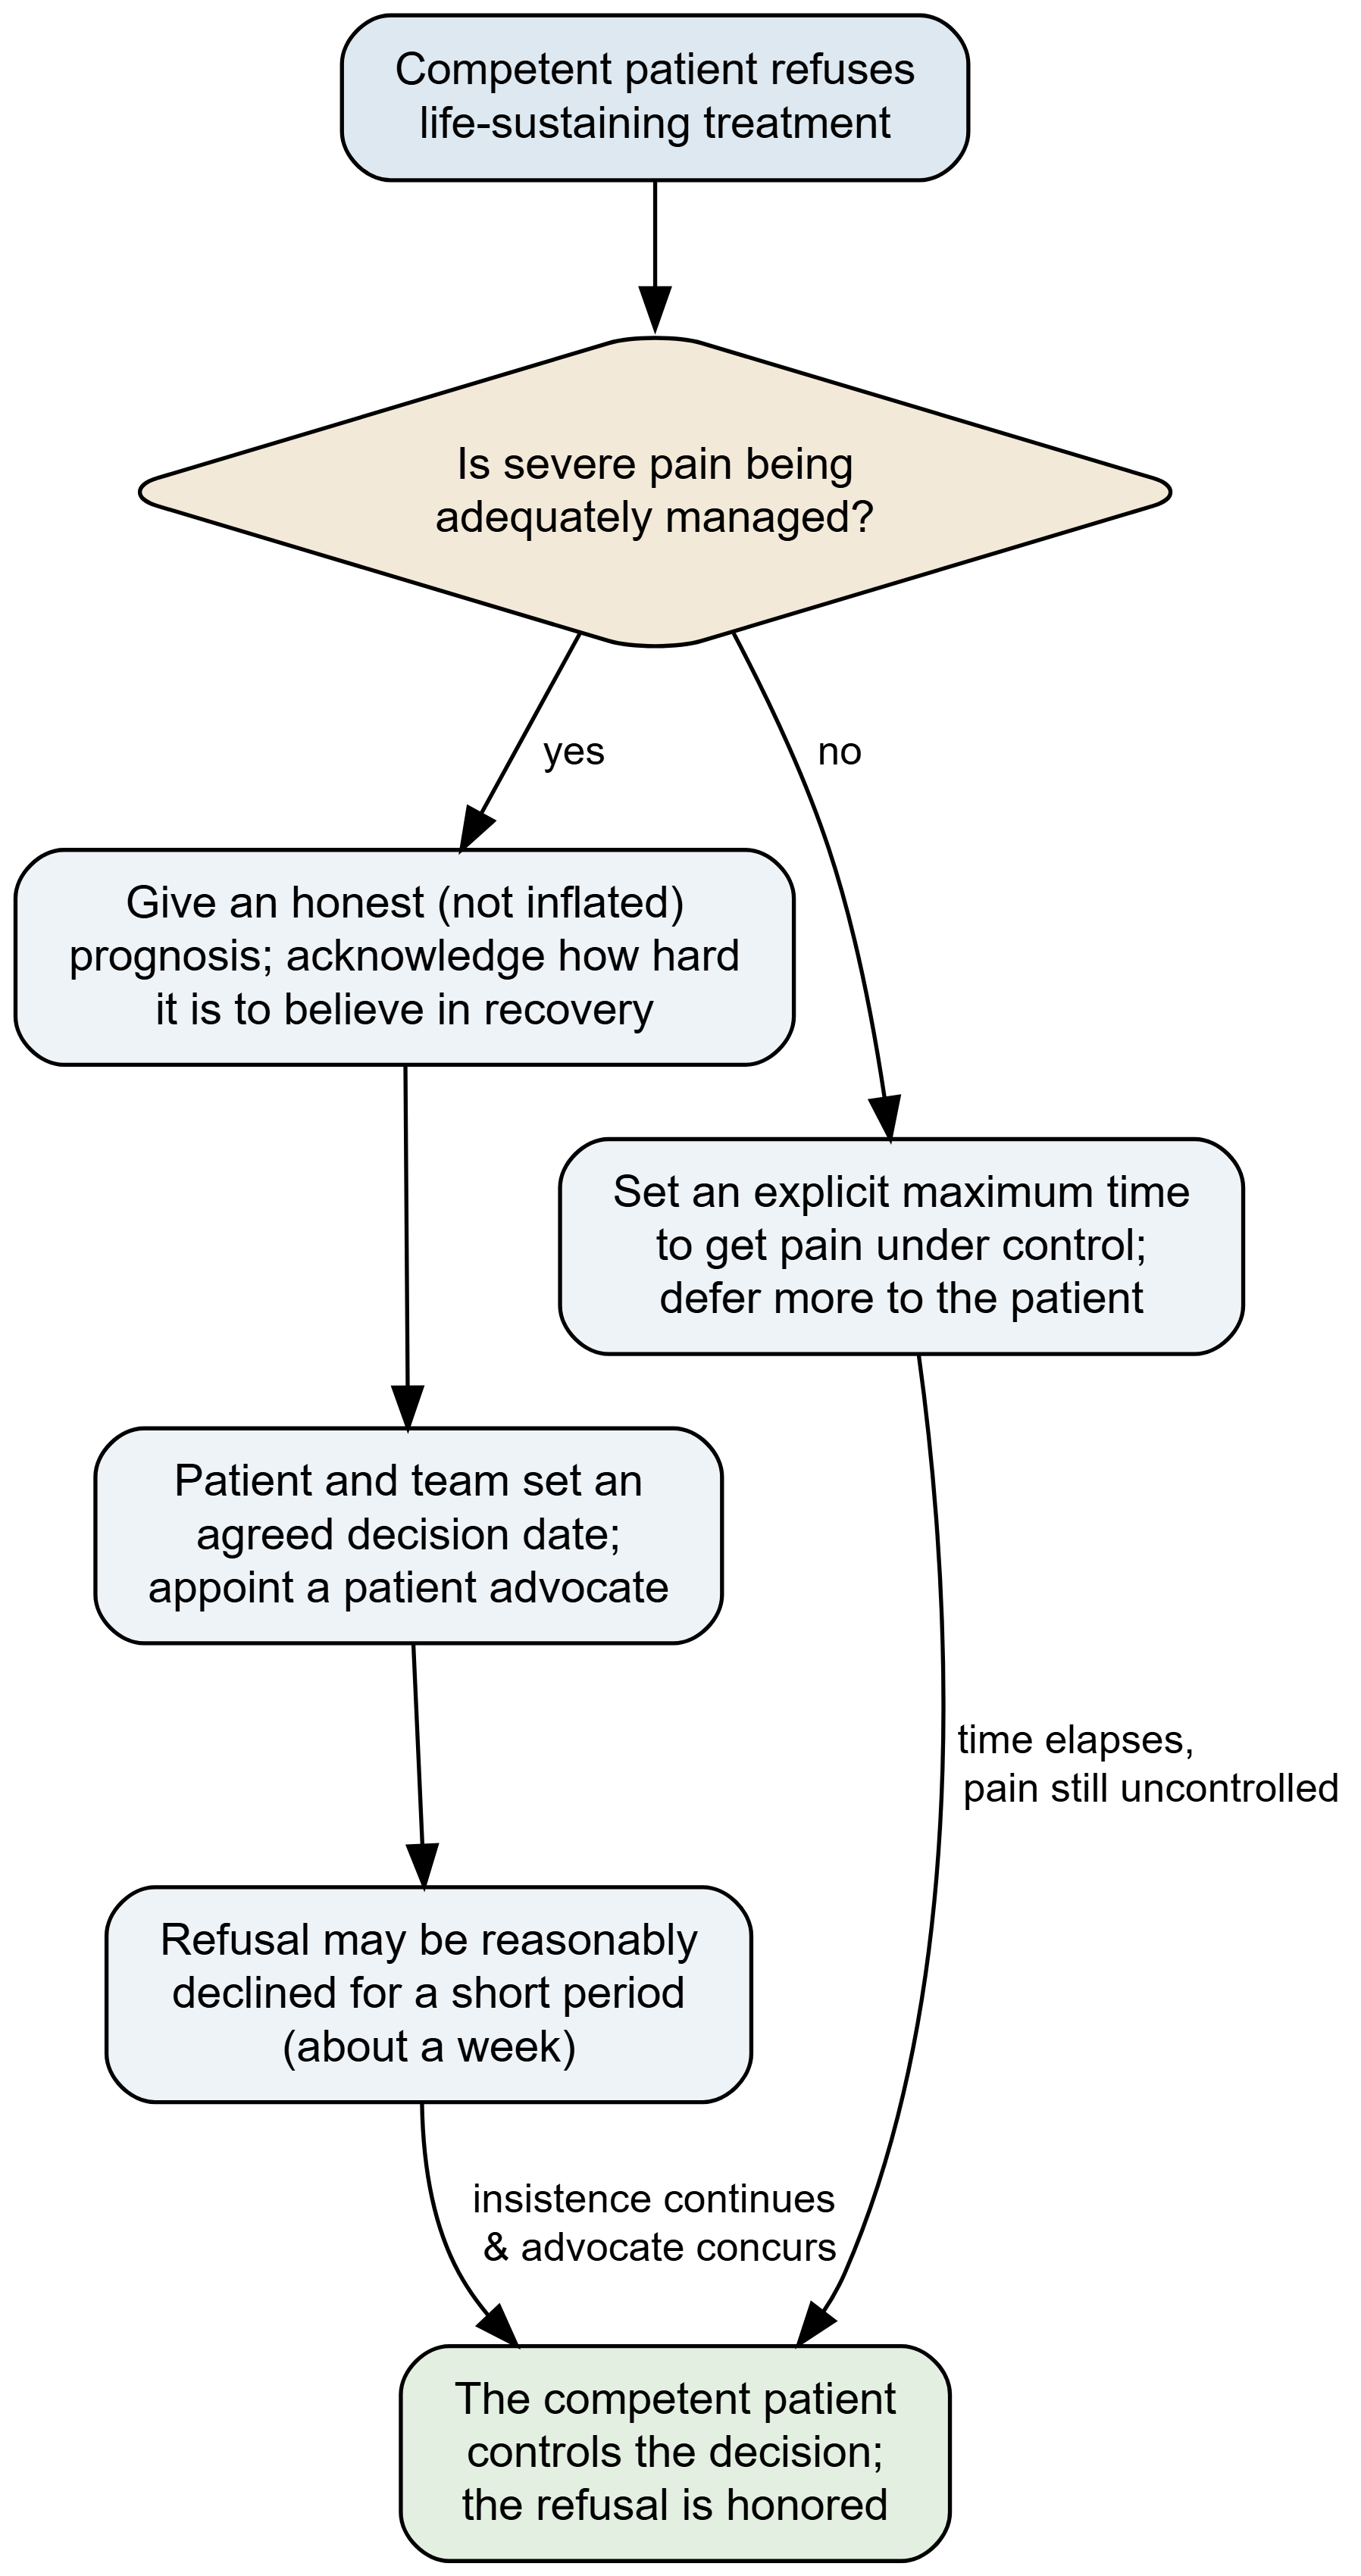 Competent patient refuses
life-sustaining treatment
Is severe pain being
adequately managed?
yes
no
Give an honest (not inflated)
prognosis; acknowledge how hard
it is to believe in recovery
Set an explicit maximum time
to get pain under control;
defer more to the patient
Patient and team set an
agreed decision date;
appoint a patient advocate
time elapses,
pain still uncontrolled
Refusal may be reasonably
declined for a short period
(about a week)
insistence continues
& advocate concurs
The competent patient
controls the decision;
the refusal is honored